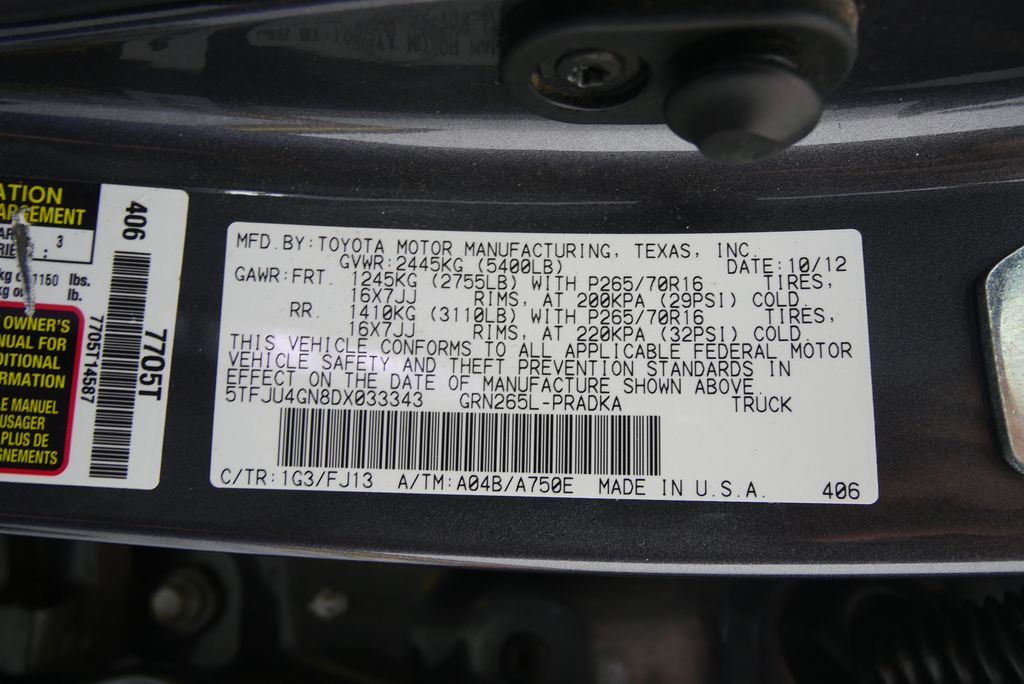 ATION
ARGEMENT
3
:
kg 1150 lbs.
kg o lb.
OWNER'S
NUAL FOR
DITIONAL
RMATION
LE MANUEL
USAGER
PLUS DE
GNEMENTS
406
7705T14587
7705T
MFD.BY:TOYOTA MOTOR MANUFACTURING, TEXAS, INC.
GVWR:2445KG (5400LB) DATE:10/12
GAWR:FRT. 1245KG (2755LB) WITH P265/70R16 TIRES,
16X7JJ RIMS, AT 200KPA (29PSI) COLD.
RR. 1410KG (3110LB) WITH P265/70R16 TIRES,
16X7JJ RIMS, AT 220KPA (32PSI) COLD.
THIS VEHICLE CONFORMS TO ALL APPLICABLE FEDERAL MOTOR
VEHICLE SAFETY AND THEFT PREVENTION STANDARDS IN
EFFECT ON THE DATE OF MANUFACTURE SHOWN ABOVE.
5TFJU4GN8DX033343 GRN265L-PRADKA TRUCK
C/TR:1G3/FJ13 A/TM:A04B/A750E MADE IN U.S.A. 406